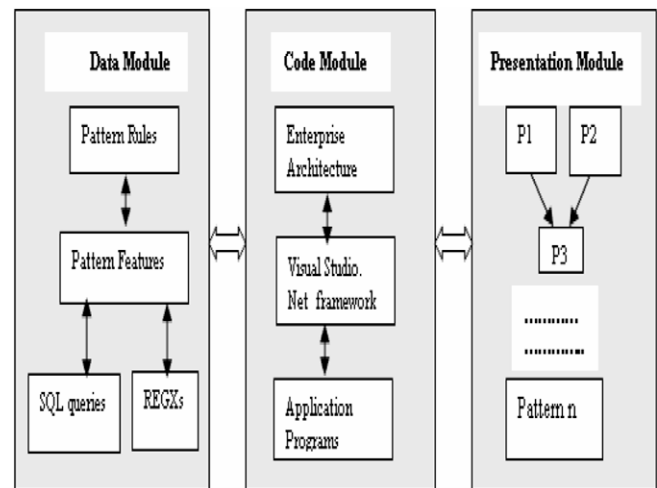 Data Module
Pattern Rules
Pattern Features
SQL queries
REGXs
Code Module
Enterprise
Architecture
Visual Studio.
Net framework
Application
Programs
Presentation Module
P1
P2
P3
............
.............
Pattern n